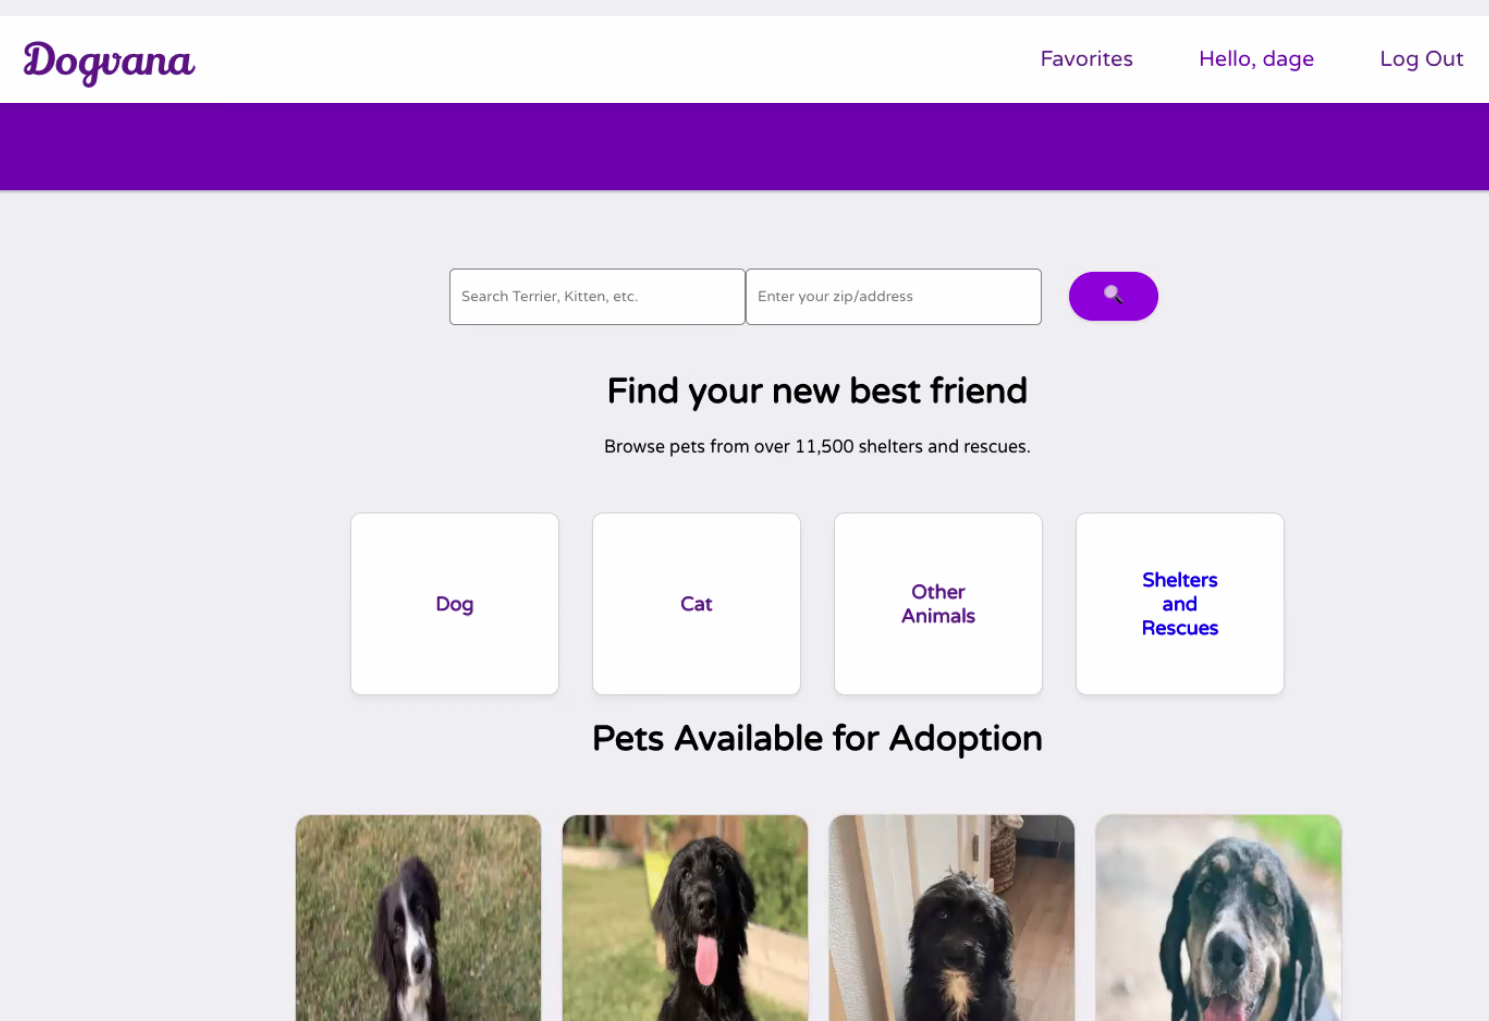 Dogvana
Favorites
Hello, dage
Log Out
Search Terrier, Kitten, etc.
Enter your zip/address
Find your new best friend
Browse pets from over 11,500 shelters and rescues.
Dog
Cat
Other
Animals
Shelters
and
Rescues
Pets Available for Adoption